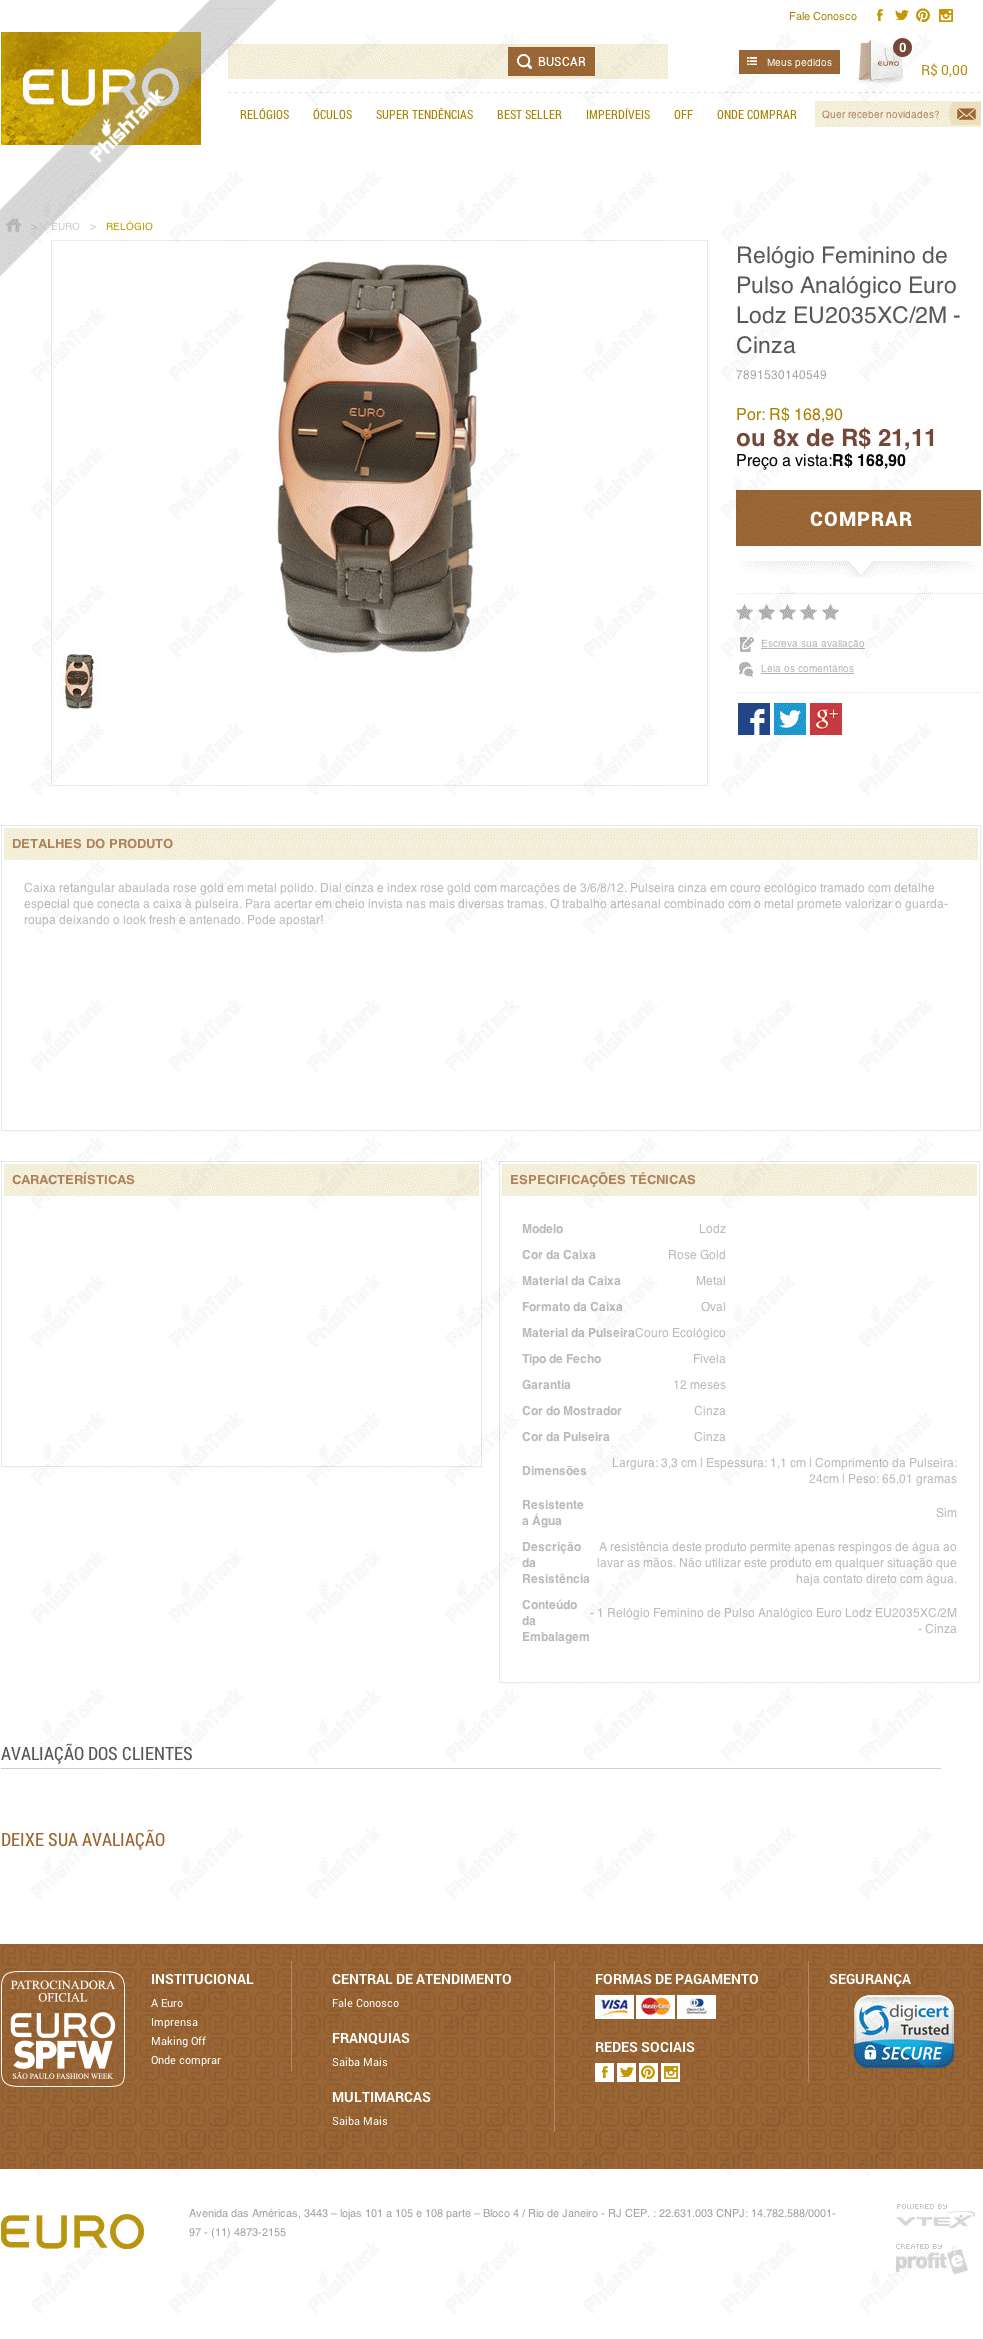 Fale Conosco
EURO
BUSCAR
Meus pedidos
EURO
0
R$ 0,00
RELÓGIOS ÓCULOS SUPER TENDÊNCIAS BEST SELLER IMPERDÍVEIS OFF ONDE COMPRAR
Quer receber novidades?
PhishTank
> EURO > RELÓGIO
Relógio Feminino de
Pulso Analógico Euro
Lodz EU2035XC/2M -
Cinza
7891530140549
EURO
Por: R$ 168,90
ou 8x de R$ 21,11
Preço a vista:R$ 168,90
COMPRAR
Escreva sua avaliação
Leia os comentários
DETALHES DO PRODUTO
Caixa retangular abaulada rose gold em metal polido. Dial cinza e index rose gold com marcações de 3/6/8/12. Pulseira cinza em couro ecológico tramado com detalhe
especial que conecta a caixa à pulseira. Para acertar em cheio invista nas mais diversas tramas. O trabalho artesanal combinado com o metal promete valorizar o guarda-
roupa deixando o look fresh e antenado. Pode apostar!
CARACTERÍSTICAS
ESPECIFICAÇÕES TÉCNICAS
Modelo Lodz
Cor da Caixa Rose Gold
Material da Caixa Metal
Formato da Caixa Oval
Material da Pulseira Couro Ecológico
Tipo de Fecho Fivela
Garantia 12 meses
Cor do Mostrador Cinza
Cor da Pulseira Cinza
Dimensões
Largura: 3,3 cm | Espessura: 1,1 cm | Comprimento da Pulseira:
24cm | Peso: 65,01 gramas
Resistente
a Água
Sim
Descrição
da
Resistência
A resistência deste produto permite apenas respingos de água ao
lavar as mãos. Não utilizar este produto em qualquer situação que
haja contato direto com água.
Conteúdo
da
Embalagem
- 1 Relógio Feminino de Pulso Analógico Euro Lodz EU2035XC/2M
- Cinza
AVALIAÇÃO DOS CLIENTES
DEIXE SUA AVALIAÇÃO
PATROCINADORA
OFICIAL
EURO
SPFW
SÃO PAULO FASHION WEEK
INSTITUCIONAL
A Euro
Imprensa
Making Off
Onde comprar
CENTRAL DE ATENDIMENTO
Fale Conosco
FRANQUIAS
Saiba Mais
MULTIMARCAS
Saiba Mais
FORMAS DE PAGAMENTO
VISA MasterCard
REDES SOCIAIS
SEGURANÇA
digicert
Trusted
SECURE
EURO
Avenida das Américas, 3443 – lojas 101 a 105 e 108 parte – Bloco 4 / Rio de Janeiro - RJ CEP. : 22.631.003 CNPJ: 14.782.588/0001-
97 - (11) 4873-2155
POWERED BY
VTEX
CREATED BY
profite